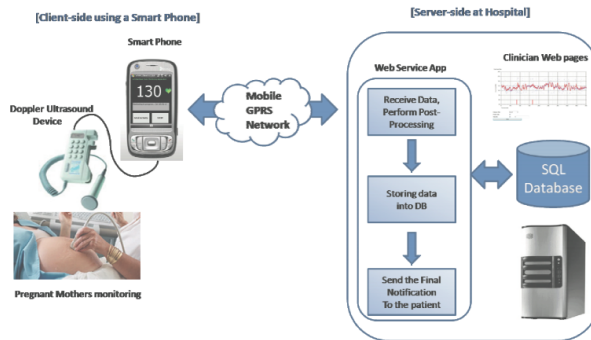 [Client-side using a Smart Phone]
[Server-side at Hospital]
Smart Phone
Clinician Web pages
Web Service App
130
Mobile
GPRS
Network
Doppler Ultrasound
Device
Receive Data,
Perform Post-
Processing
SQL
Database
Storing data
into DB
Send the Final
Notification
To the patient
Pregnant Mothers monitoring